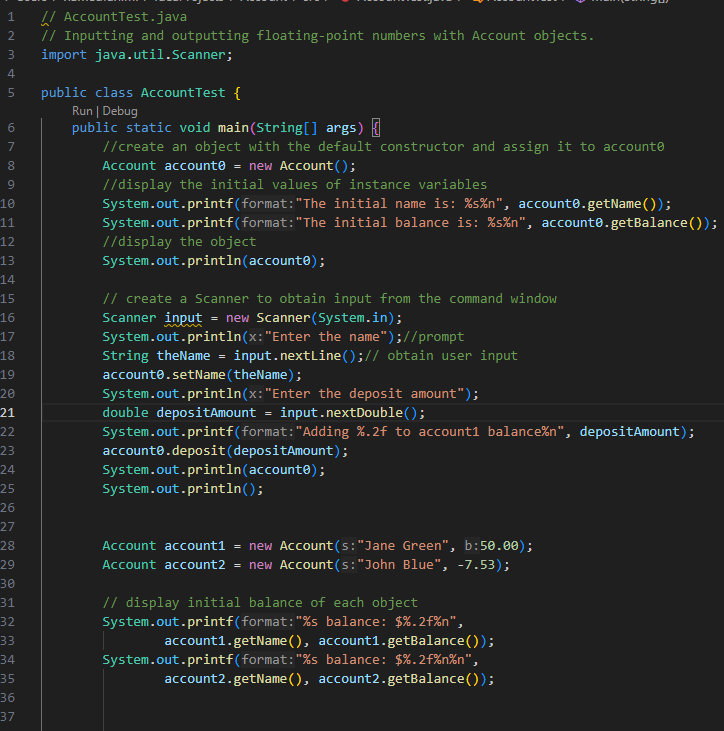 1 // AccountTest.java
2 // Inputting and outputting floating-point numbers with Account objects.
3 import java.util.Scanner;
4
5 public class AccountTest {
Run | Debug
6 public static void main(String[] args) {
7 //create an object with the default constructor and assign it to account0
8 Account account0 = new Account();
9 //display the initial values of instance variables
10 System.out.printf(format:"The initial name is: %s%n", account0.getName());
11 System.out.printf(format:"The initial balance is: %s%n", account0.getBalance());
12 //display the object
13 System.out.println(account0);
14
15 // create a Scanner to obtain input from the command window
16 Scanner input = new Scanner(System.in);
17 System.out.println(x:"Enter the name");//prompt
18 String theName = input.nextLine();// obtain user input
19 account0.setName(theName);
20 System.out.println(x:"Enter the deposit amount");
21 double depositAmount = input.nextDouble();
22 System.out.printf(format:"Adding %.2f to account1 balance%n", depositAmount);
23 account0.deposit(depositAmount);
24 System.out.println(account0);
25 System.out.println();
26
27
28 Account account1 = new Account(s:"Jane Green", b:50.00);
29 Account account2 = new Account(s:"John Blue", -7.53);
30
31 // display initial balance of each object
32 System.out.printf(format:"%s balance: $%.2f%n",
33 account1.getName(), account1.getBalance());
34 System.out.printf(format:"%s balance: $%.2f%n%n",
35 account2.getName(), account2.getBalance());
36
37